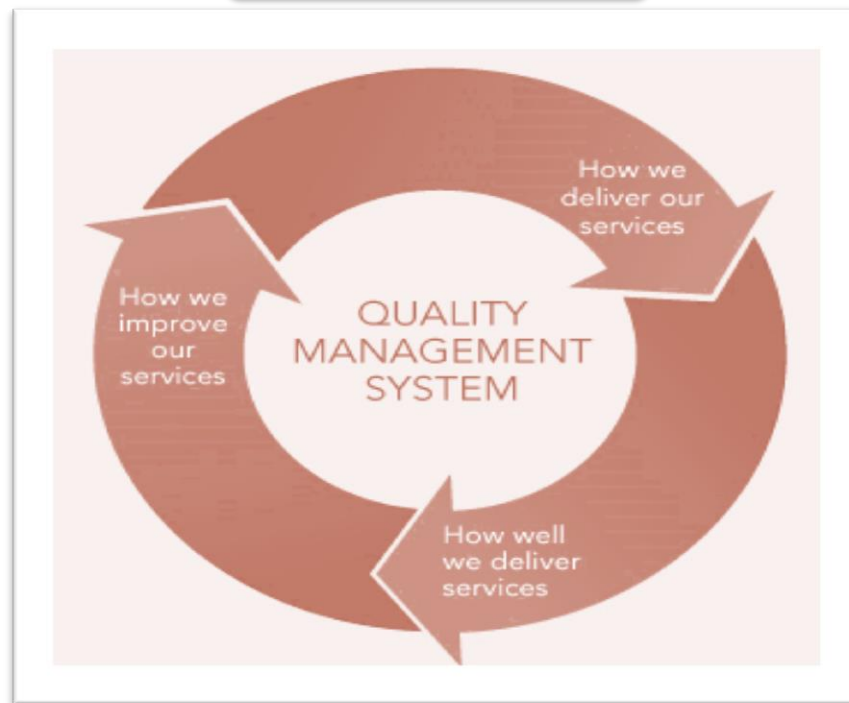 QUALITY
MANAGEMENT
SYSTEM
How we
deliver our
services
How well
we deliver
services
How we
improve
our
services